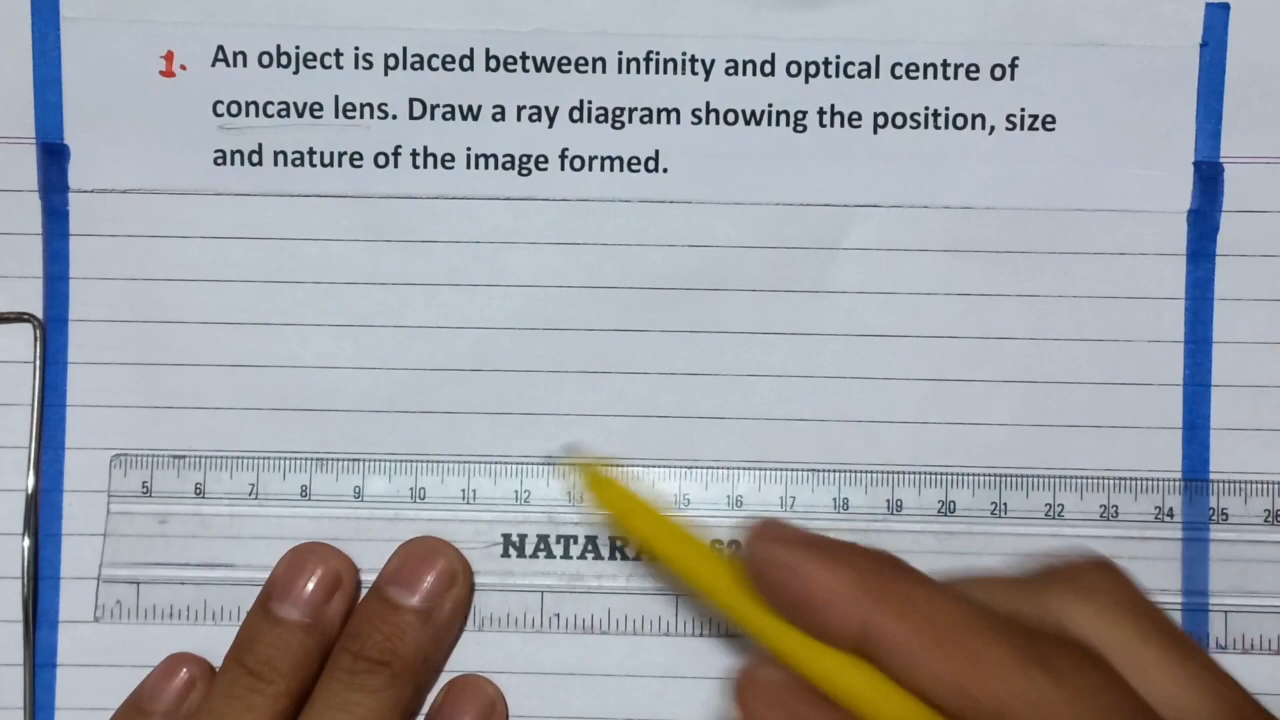 1. An object is placed between infinity and optical centre of
concave lens. Draw a ray diagram showing the position, size
and nature of the image formed.
5 6 7 8 9 10 11 12 13 15 16 17 18 19 20 21 22 23 24 25 26